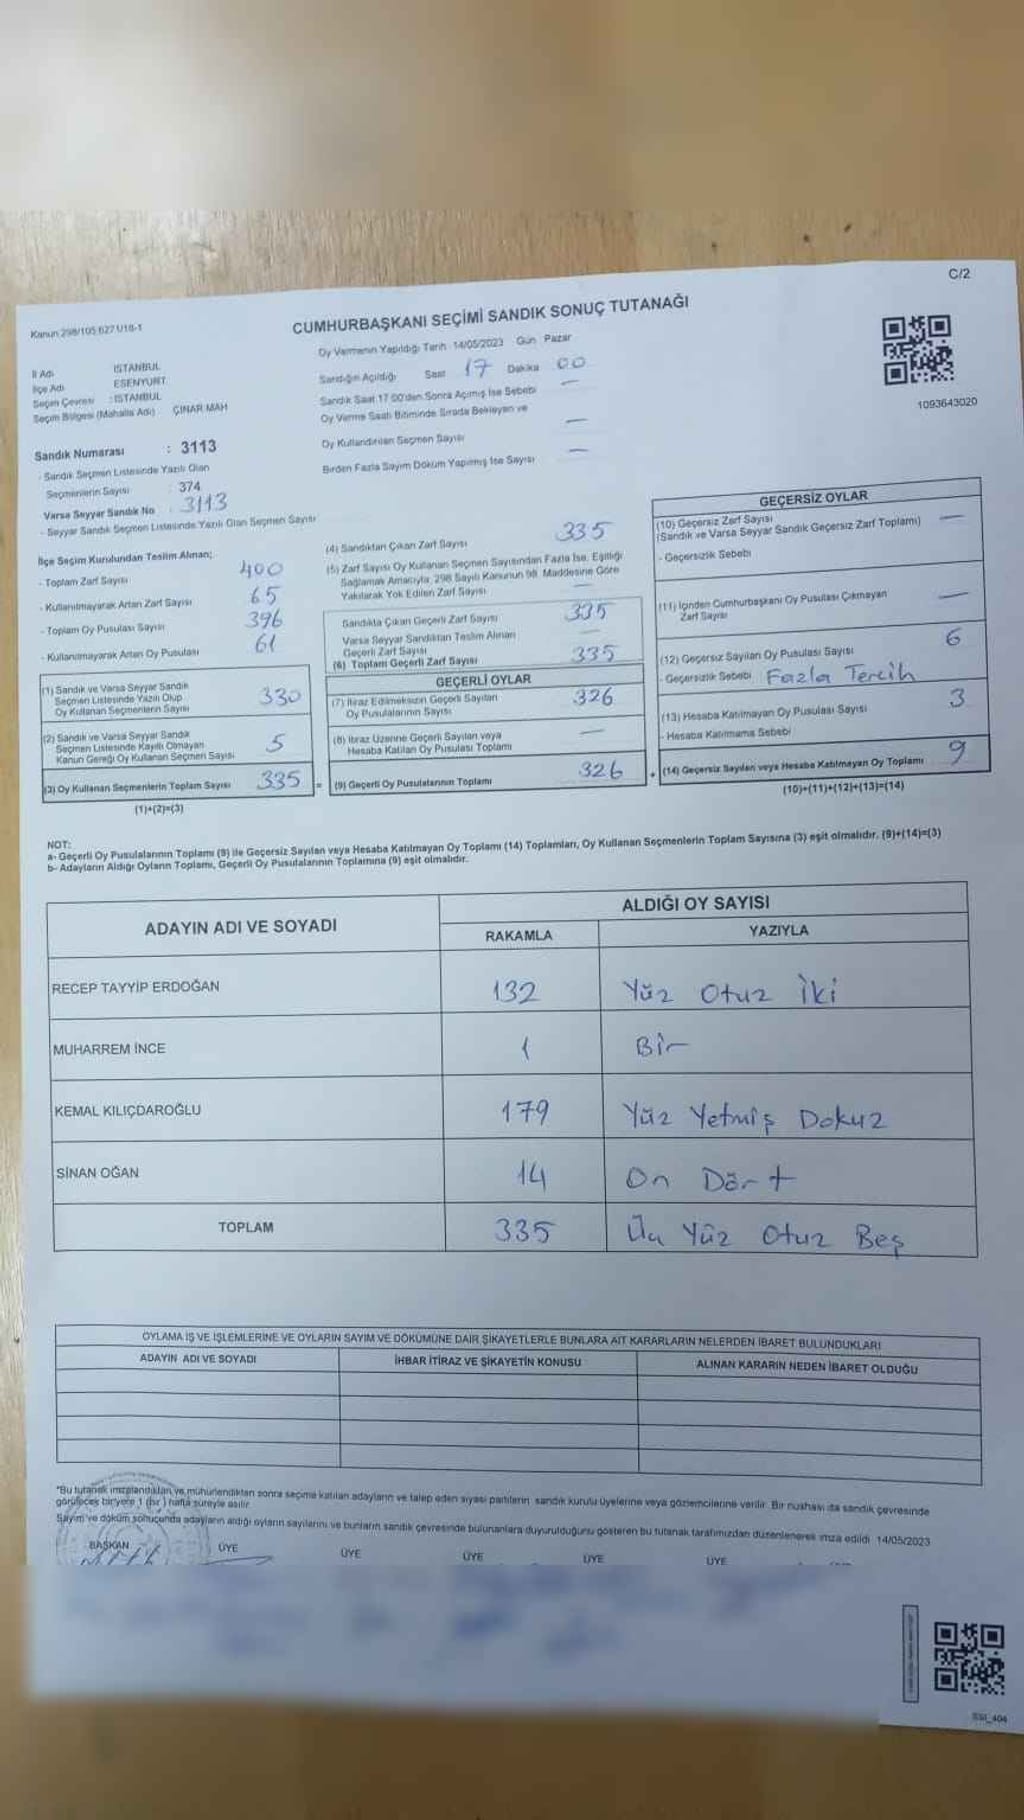 C/2
Kanun 298/105 627 U18-1
CUMHURBAŞKANI SEÇİMİ SANDIK SONUÇ TUTANAĞI
1093643020
İl Adı İSTANBUL
İlçe Adı ESENYURT
Seçim Çevresi : İSTANBUL
Seçim Bölgesi (Mahalle Adı) ÇINAR MAH
Sandık Numarası : 3113
- Sandık Seçmen Listesinde Yazılı Olan
Seçmenlerin Sayısı : 374
Varsa Seyyar Sandık No : 3113
- Seyyar Sandık Seçmen Listesinde Yazılı Olan Seçmen Sayısı
Oy Vermenin Yapıldığı Tarih : 14/05/2023 Gün : Pazar
Sandığın Açıldığı Saat 17 Dakika 00
Sandık Saat 17:00'den Sonra Açılmış İse Sebebi —
Oy Verme Saati Bitiminde Sırada Bekleyen ve
Oy Kullandırılan Seçmen Sayısı —
Birden Fazla Sayım Döküm Yapılmış İse Sayısı —
İlçe Seçim Kurulundan Teslim Alınan;
- Toplam Zarf Sayısı 400
- Kullanılmayarak Artan Zarf Sayısı 65
- Toplam Oy Pusulası Sayısı 396
- Kullanılmayarak Artan Oy Pusulası 61
(1) Sandık ve Varsa Seyyar Sandık
Seçmen Listesinde Yazılı Olup
Oy Kullanan Seçmenlerin Sayısı 330
(2) Sandık ve Varsa Seyyar Sandık
Seçmen Listesinde Kayıtlı Olmayan
Kanun Gereği Oy Kullanan Seçmen Sayısı 5
(3) Oy Kullanan Seçmenlerin Toplam Sayısı 335 =
(1)+(2)=(3)
(4) Sandıktan Çıkan Zarf Sayısı 335
(5) Zarf Sayısı Oy Kullanan Seçmen Sayısından Fazla İse, Eşitliği
Sağlamak Amacıyla, 298 Sayılı Kanunun 98. Maddesine Göre
Yakılarak Yok Edilen Zarf Sayısı —
Sandıkta Çıkan Geçerli Zarf Sayısı 335
Varsa Seyyar Sandıktan Teslim Alınan
Geçerli Zarf Sayısı —
(6) Toplam Geçerli Zarf Sayısı 335
GEÇERLİ OYLAR
(7) İtiraz Edilmeksizin Geçerli Sayılan
Oy Pusulalarının Sayısı 326
(8) İtiraz Üzerine Geçerli Sayılan veya
Hesaba Katılan Oy Pusulası Toplamı —
(9) Geçerli Oy Pusulalarının Toplamı 326 +
GEÇERSİZ OYLAR
(10) Geçersiz Zarf Sayısı —
(Sandık ve Varsa Seyyar Sandık Geçersiz Zarf Toplamı)
- Geçersizlik Sebebi
(11) İçinden Cumhurbaşkanı Oy Pusulası Çıkmayan
Zarf Sayısı —
(12) Geçersiz Sayılan Oy Pusulası Sayısı 6
- Geçersizlik Sebebi Fazla Tercih
(13) Hesaba Katılmayan Oy Pusulası Sayısı 3
- Hesaba Katılmama Sebebi
(14) Geçersiz Sayılan veya Hesaba Katılmayan Oy Toplamı 9
(10)+(11)+(12)+(13)=(14)
NOT:
a- Geçerli Oy Pusulalarının Toplamı (9) ile Geçersiz Sayılan veya Hesaba Katılmayan Oy Toplamı (14) Toplamları, Oy Kullanan Seçmenlerin Toplam Sayısına (3) eşit olmalıdır. (9)+(14)=(3)
b- Adayların Aldığı Oyların Toplamı, Geçerli Oy Pusulalarının Toplamına (9) eşit olmalıdır.
ADAYIN ADI VE SOYADI ALDIĞI OY SAYISI
RAKAMLA YAZIYLA
RECEP TAYYİP ERDOĞAN 132 Yüz Otuz İki
MUHARREM İNCE 1 Bir
KEMAL KILIÇDAROĞLU 179 Yüz Yetmiş Dokuz
SİNAN OĞAN 14 On Dört
TOPLAM 335 Üç Yüz Otuz Beş
OYLAMA İŞ VE İŞLEMLERİNE VE OYLARIN SAYIM VE DÖKÜMÜNE DAİR ŞİKAYETLERLE BUNLARA AİT KARARLARIN NELERDEN İBARET BULUNDUKLARI
ADAYIN ADI VE SOYADI İHBAR İTİRAZ VE ŞİKAYETİN KONUSU ALINAN KARARIN NEDEN İBARET OLDUĞU
*Bu tutanak imzalandıktan ve mühürlendikten sonra seçime katılan adayların ve talep eden siyasi partilerin sandık kurulu üyelerine veya gözlemcilerine verilir. Bir nüshası da sandık çevresinde
görülecek bir yere 1 (bir) hafta süreyle asılır.
Sayım ve döküm sonucunda adayların aldığı oyların sayılarını ve bunların sandık çevresinde bulunanlara duyurulduğunu gösteren bu tutanak tarafımızdan düzenlenerek imza edildi 14/05/2023
BAŞKAN ÜYE ÜYE ÜYE ÜYE ÜYE